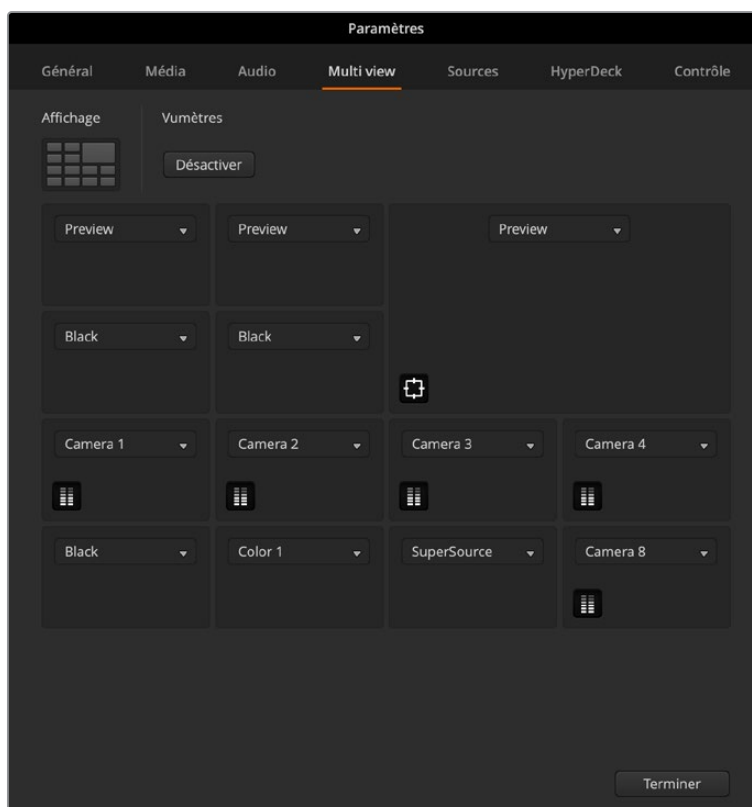 Paramètres
Général Média Audio Multi view Sources HyperDeck Contrôle
Affichage Vumètres
Désactiver
Preview Preview Preview
Black Black
Camera 1 Camera 2 Camera 3 Camera 4
Black Color 1 SuperSource Camera 8
Terminer